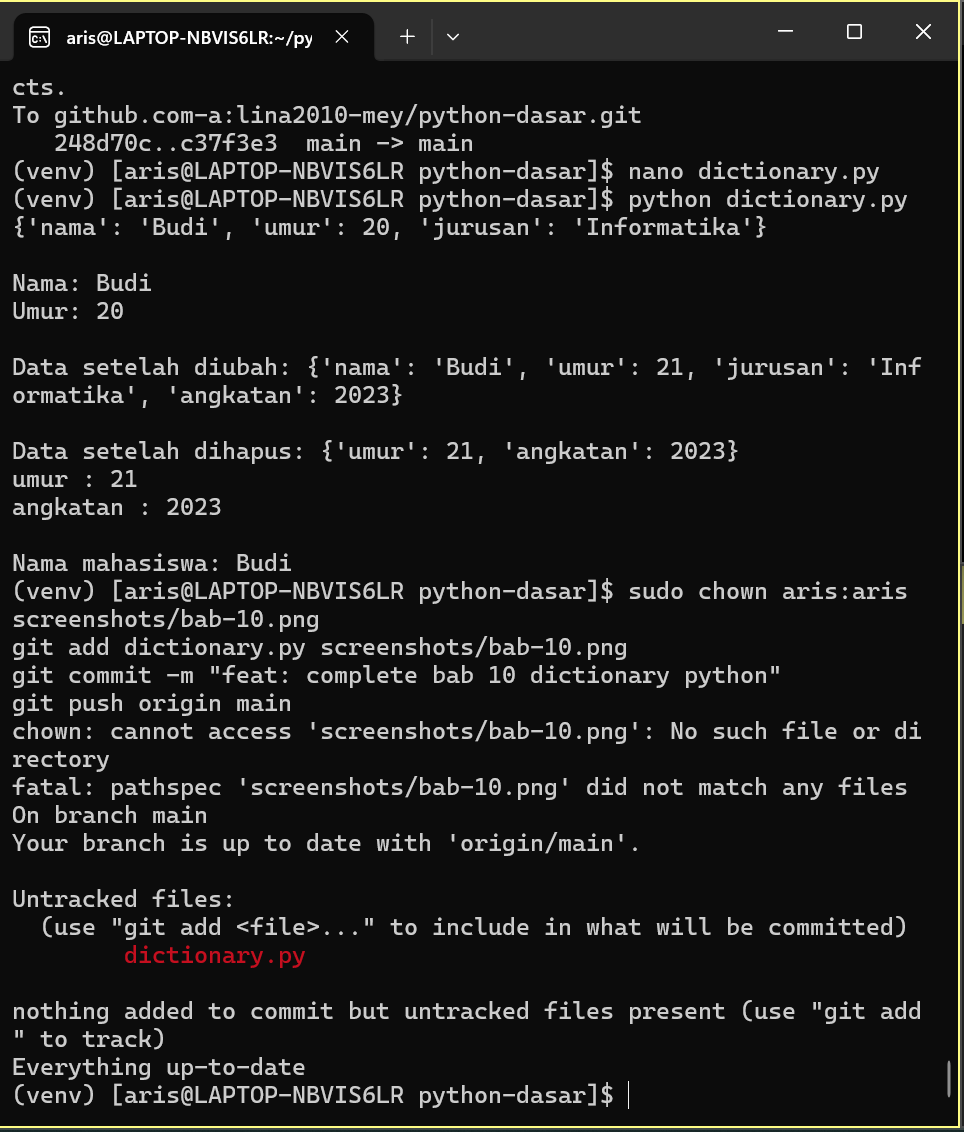 aris@LAPTOP-NBVIS6LR:~/py
cts.
To github.com-a:lina2010-mey/python-dasar.git
   248d70c..c37f3e3  main -> main
(venv) [aris@LAPTOP-NBVIS6LR python-dasar]$ nano dictionary.py
(venv) [aris@LAPTOP-NBVIS6LR python-dasar]$ python dictionary.py
{'nama': 'Budi', 'umur': 20, 'jurusan': 'Informatika'}

Nama: Budi
Umur: 20

Data setelah diubah: {'nama': 'Budi', 'umur': 21, 'jurusan': 'Inf
ormatika', 'angkatan': 2023}

Data setelah dihapus: {'umur': 21, 'angkatan': 2023}
umur : 21
angkatan : 2023

Nama mahasiswa: Budi
(venv) [aris@LAPTOP-NBVIS6LR python-dasar]$ sudo chown aris:aris
screenshots/bab-10.png
git add dictionary.py screenshots/bab-10.png
git commit -m "feat: complete bab 10 dictionary python"
git push origin main
chown: cannot access 'screenshots/bab-10.png': No such file or di
rectory
fatal: pathspec 'screenshots/bab-10.png' did not match any files
On branch main
Your branch is up to date with 'origin/main'.

Untracked files:
  (use "git add <file>..." to include in what will be committed)
        dictionary.py

nothing added to commit but untracked files present (use "git add
" to track)
Everything up-to-date
(venv) [aris@LAPTOP-NBVIS6LR python-dasar]$